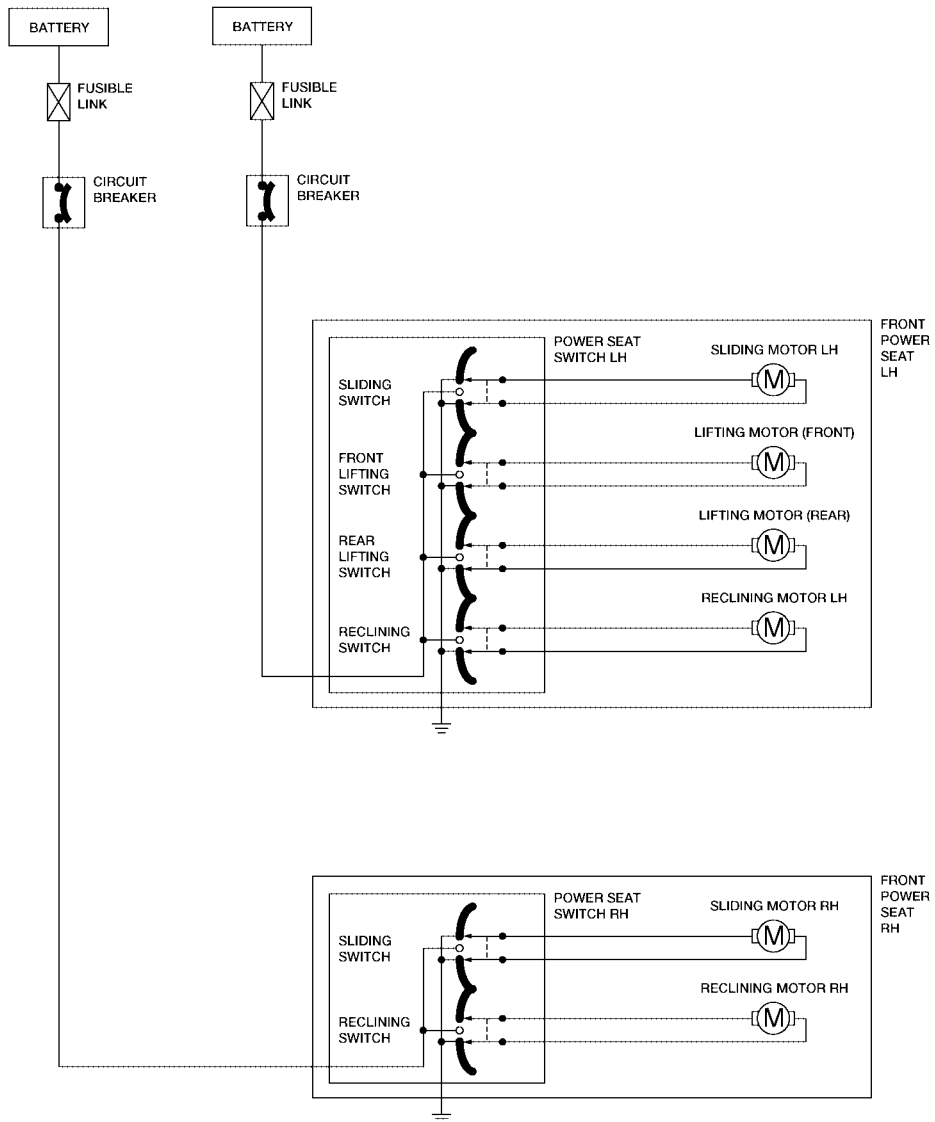 BATTERY
BATTERY
FUSIBLE
LINK
FUSIBLE
LINK
CIRCUIT
BREAKER
CIRCUIT
BREAKER
FRONT
POWER
SEAT
LH
POWER SEAT
SWITCH LH
SLIDING MOTOR LH
M
SLIDING
SWITCH
LIFTING MOTOR (FRONT)
M
FRONT
LIFTING
SWITCH
LIFTING MOTOR (REAR)
M
REAR
LIFTING
SWITCH
RECLINING MOTOR LH
M
RECLINING
SWITCH
FRONT
POWER
SEAT
RH
POWER SEAT
SWITCH RH
SLIDING MOTOR RH
M
SLIDING
SWITCH
RECLINING MOTOR RH
M
RECLINING
SWITCH